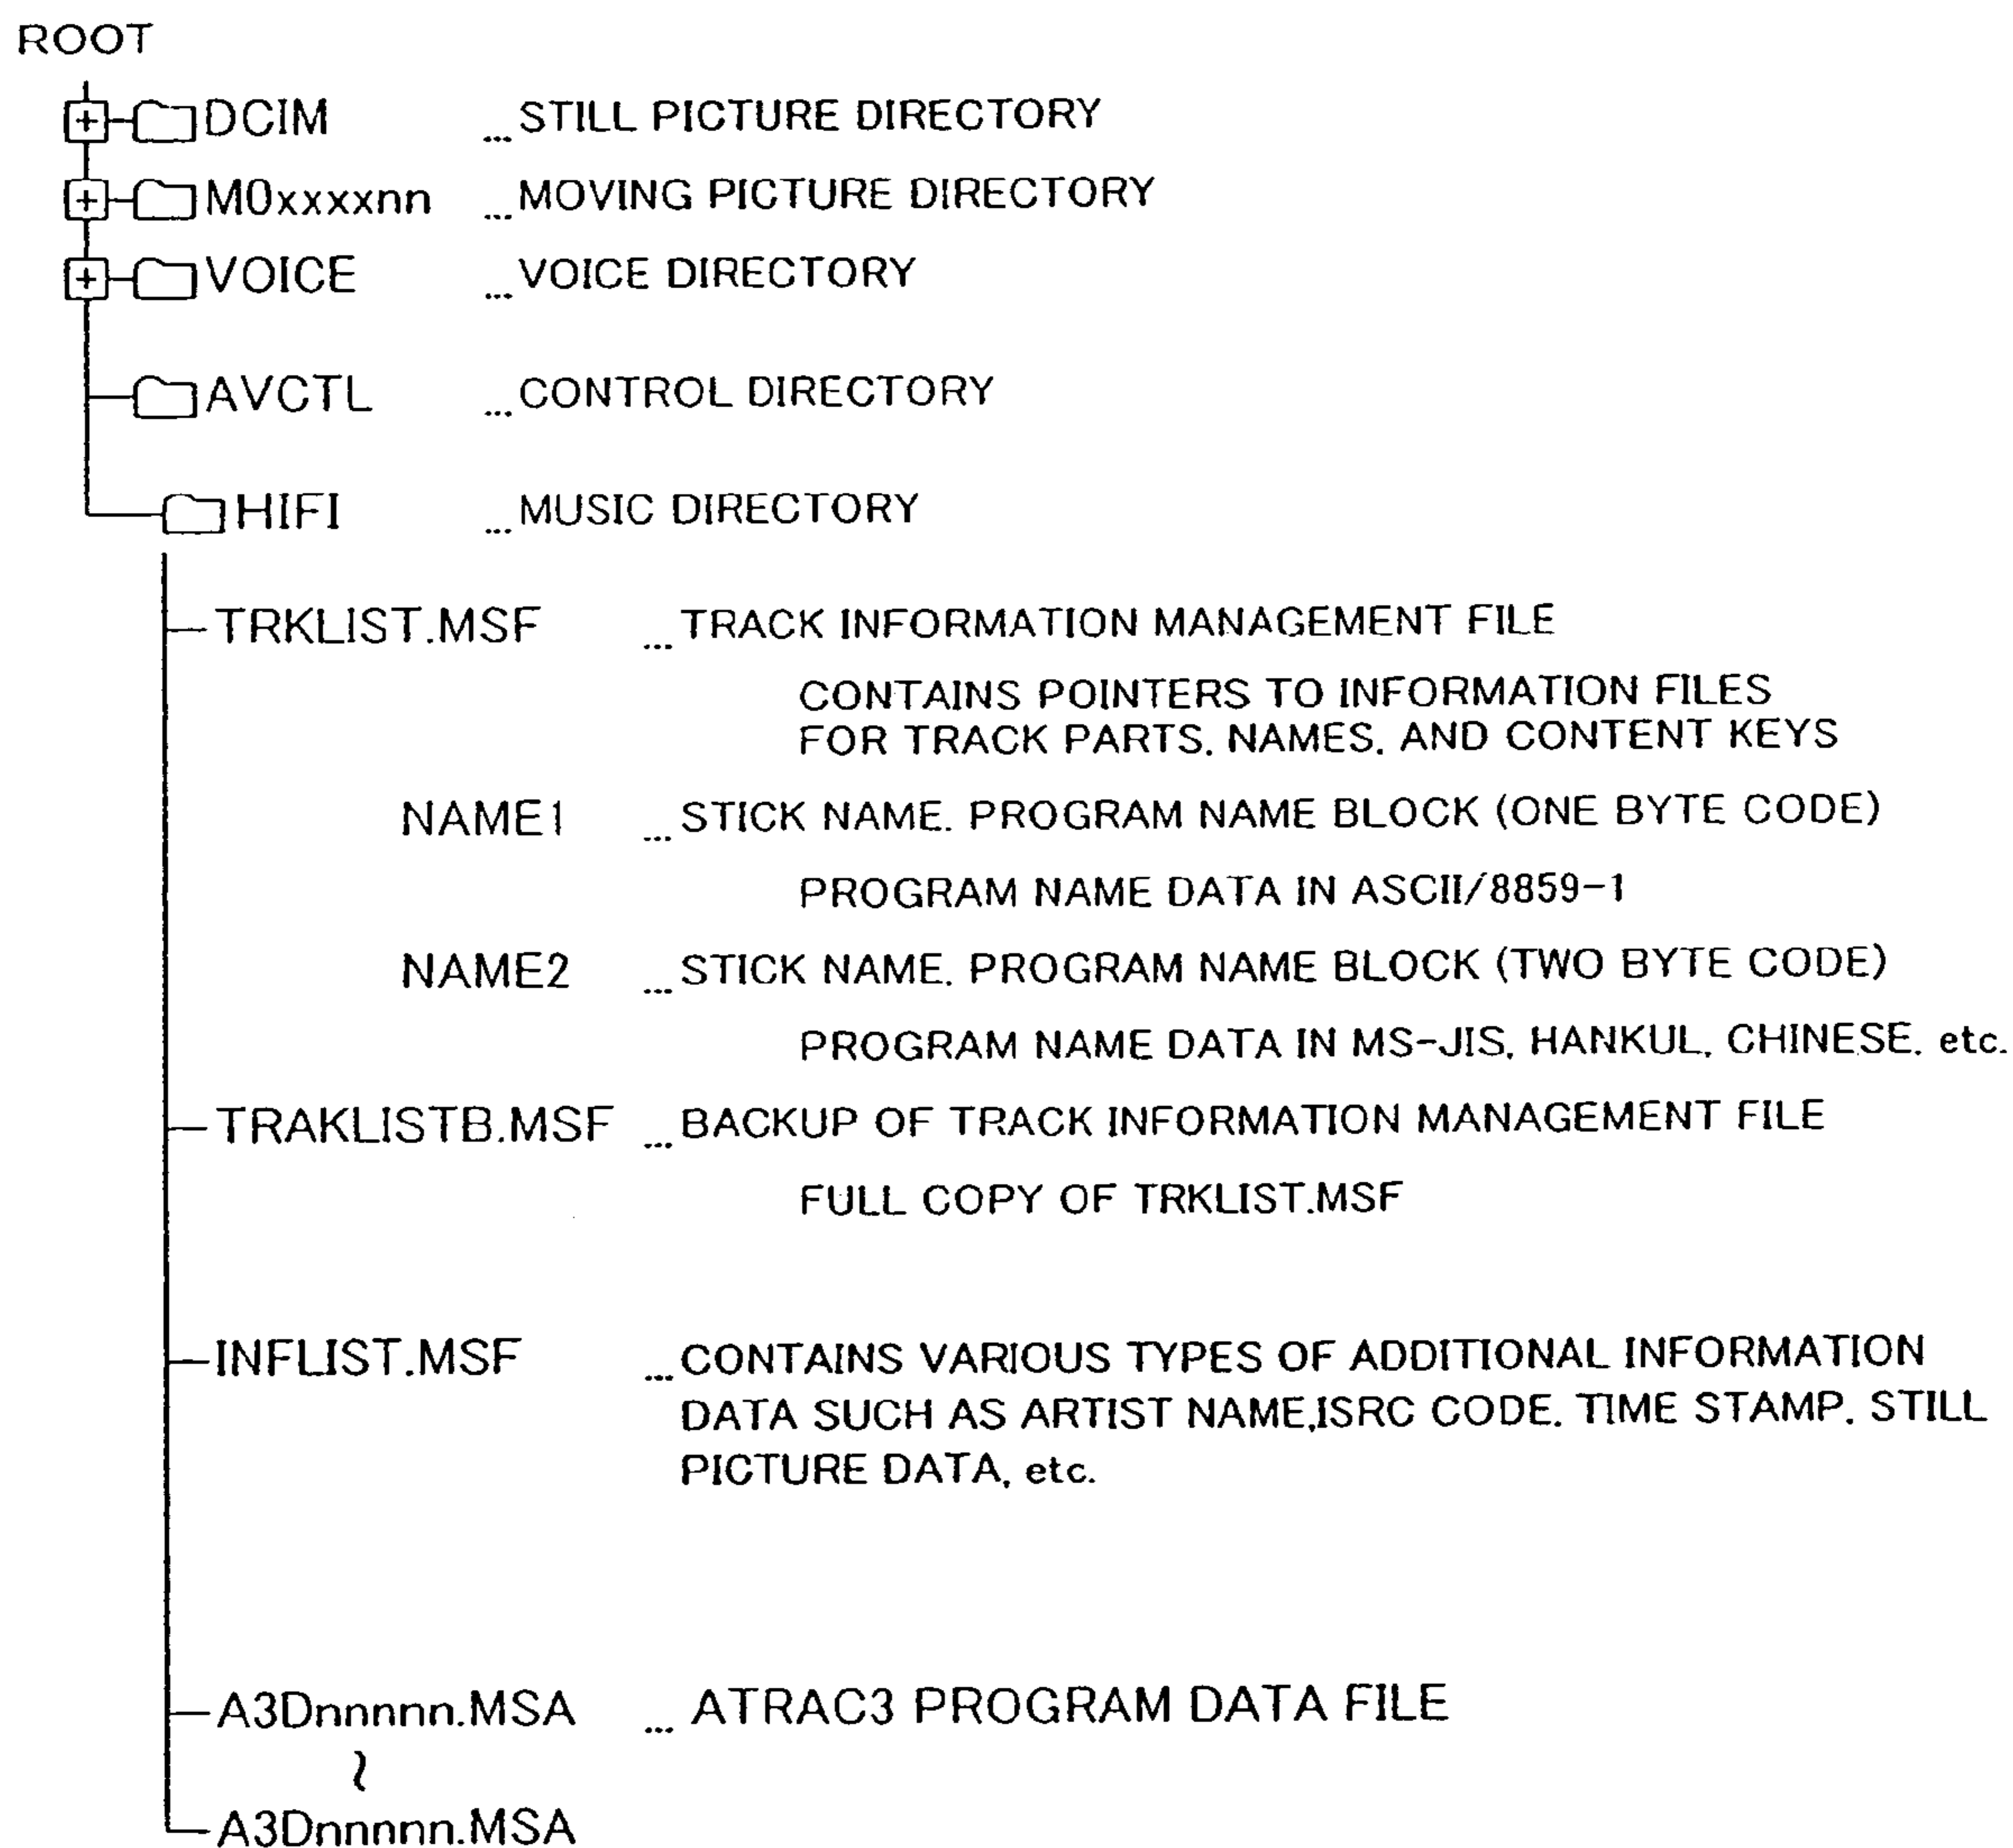 ROOT
DCIM ... STILL PICTURE DIRECTORY
M0xxxxnn ... MOVING PICTURE DIRECTORY
VOICE ... VOICE DIRECTORY
AVCTL ... CONTROL DIRECTORY
HIFI ... MUSIC DIRECTORY
TRKLIST.MSF ... TRACK INFORMATION MANAGEMENT FILE
CONTAINS POINTERS TO INFORMATION FILES
FOR TRACK PARTS, NAMES, AND CONTENT KEYS
NAME1 ... STICK NAME, PROGRAM NAME BLOCK (ONE BYTE CODE)
PROGRAM NAME DATA IN ASCII/8859-1
NAME2 ... STICK NAME, PROGRAM NAME BLOCK (TWO BYTE CODE)
PROGRAM NAME DATA IN MS-JIS, HANKUL, CHINESE, etc.
TRAKLISTB.MSF ... BACKUP OF TRACK INFORMATION MANAGEMENT FILE
FULL COPY OF TRKLIST.MSF
INFLIST.MSF ... CONTAINS VARIOUS TYPES OF ADDITIONAL INFORMATION
DATA SUCH AS ARTIST NAME,ISRC CODE, TIME STAMP, STILL
PICTURE DATA, etc.
A3Dnnnnn.MSA ... ATRAC3 PROGRAM DATA FILE
~
A3Dnnnnn.MSA